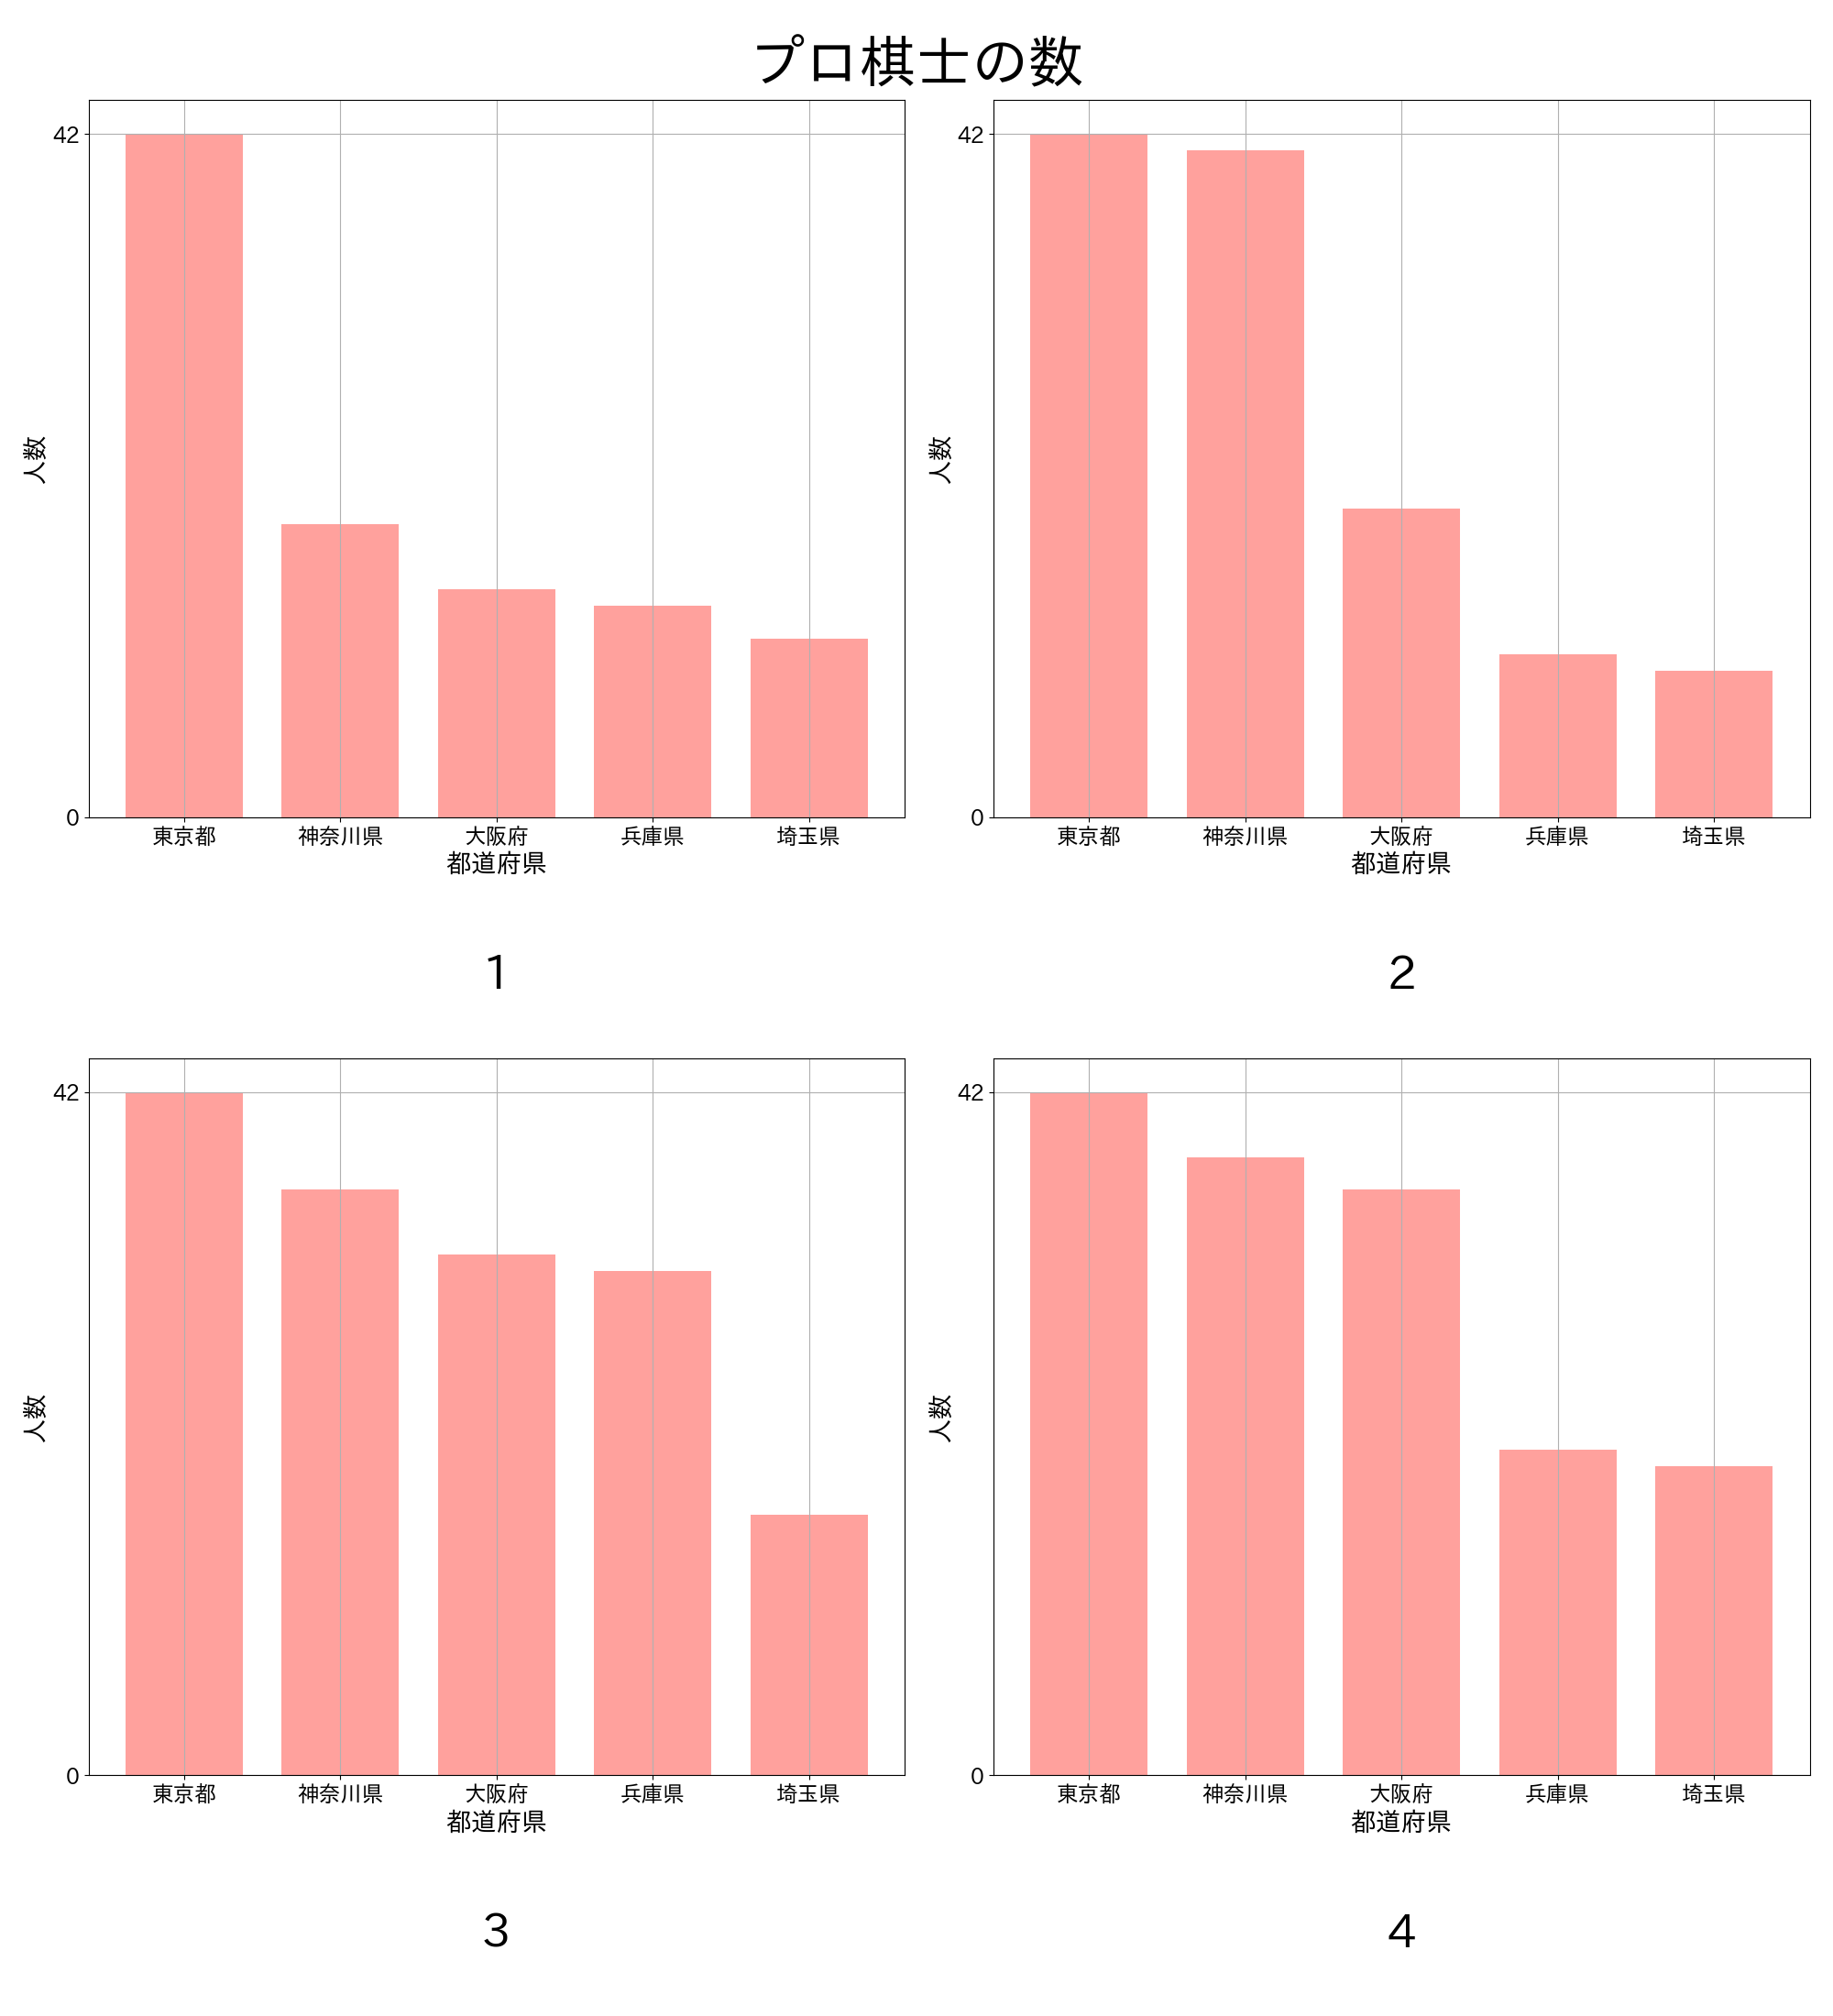 プロ棋士の数
42
人数
0
東京都 神奈川県 大阪府 兵庫県 埼玉県
都道府県
1
42
人数
0
東京都 神奈川県 大阪府 兵庫県 埼玉県
都道府県
2
42
人数
0
東京都 神奈川県 大阪府 兵庫県 埼玉県
都道府県
3
42
人数
0
東京都 神奈川県 大阪府 兵庫県 埼玉県
都道府県
4